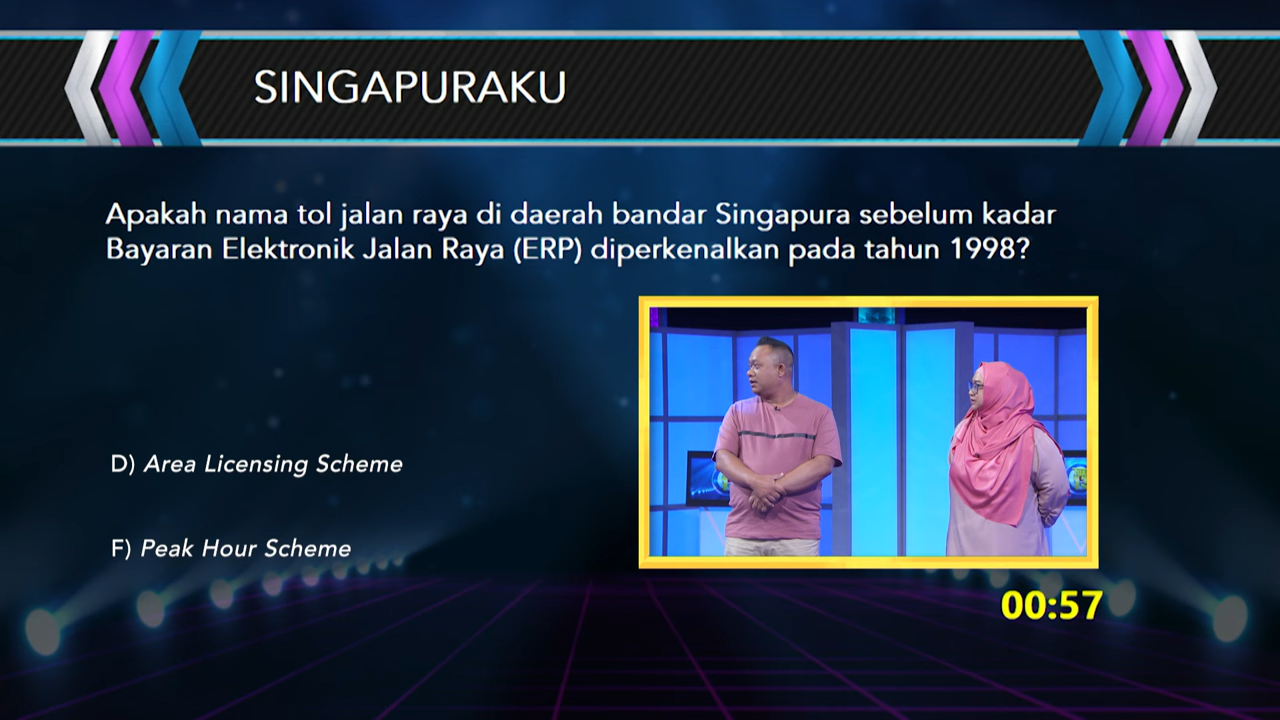 SINGAPURAKU
Apakah nama tol jalan raya di daerah bandar Singapura sebelum kadar
Bayaran Elektronik Jalan Raya (ERP) diperkenalkan pada tahun 1998?
D) Area Licensing Scheme
F) Peak Hour Scheme
00:57